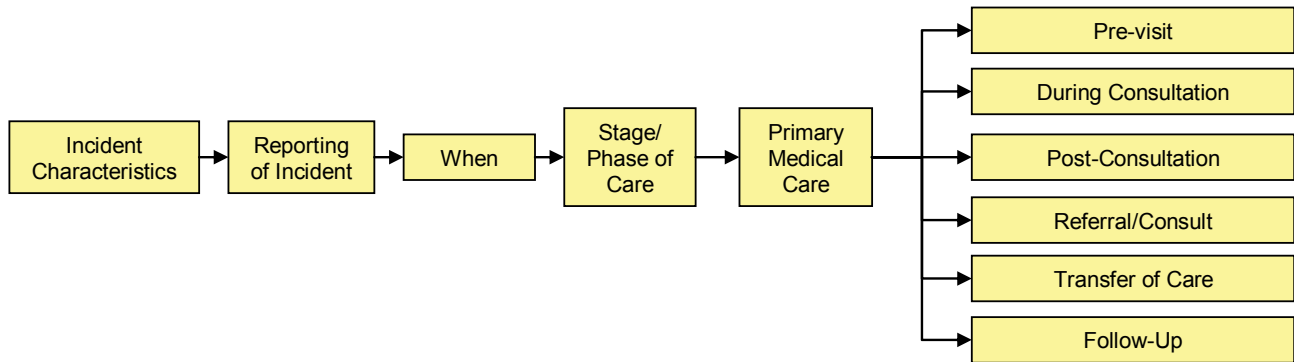 Incident
Characteristics
Reporting
of Incident
When
Stage/
Phase of
Care
Primary
Medical
Care
Pre-visit
During Consultation
Post-Consultation
Referral/Consult
Transfer of Care
Follow-Up